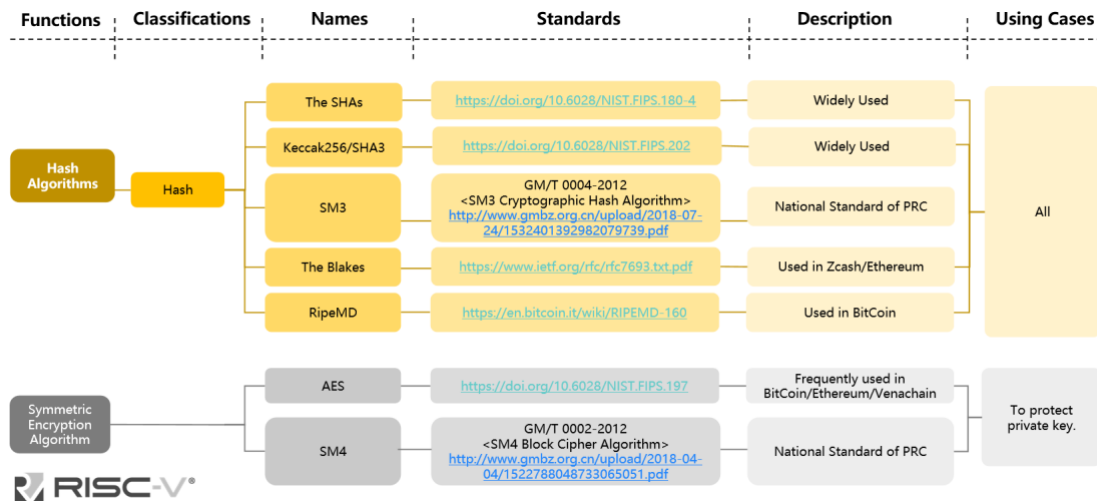 Functions
Classifications
Names
Standards
Description
Using Cases
Hash
Algorithms
Hash
The SHAs
https://doi.org/10.6028/NIST.FIPS.180-4
Widely Used
Keccak256/SHA3
https://doi.org/10.6028/NIST.FIPS.202
Widely Used
SM3
GM/T 0004-2012
<SM3 Cryptographic Hash Algorithm>
http://www.gmbz.org.cn/upload/2018-07-
24/1532401392982079739.pdf
National Standard of PRC
The Blakes
https://www.ietf.org/rfc/rfc7693.txt.pdf
Used in Zcash/Ethereum
RipeMD
https://en.bitcoin.it/wiki/RIPEMD-160
Used in BitCoin
All
Symmetric
Encryption
Algorithm
AES
https://doi.org/10.6028/NIST.FIPS.197
Frequently used in
BitCoin/Ethereum/Venachain
SM4
GM/T 0002-2012
<SM4 Block Cipher Algorithm>
http://www.gmbz.org.cn/upload/2018-04-
04/1522788048733065051.pdf
National Standard of PRC
To protect
private key.
RISC-V®